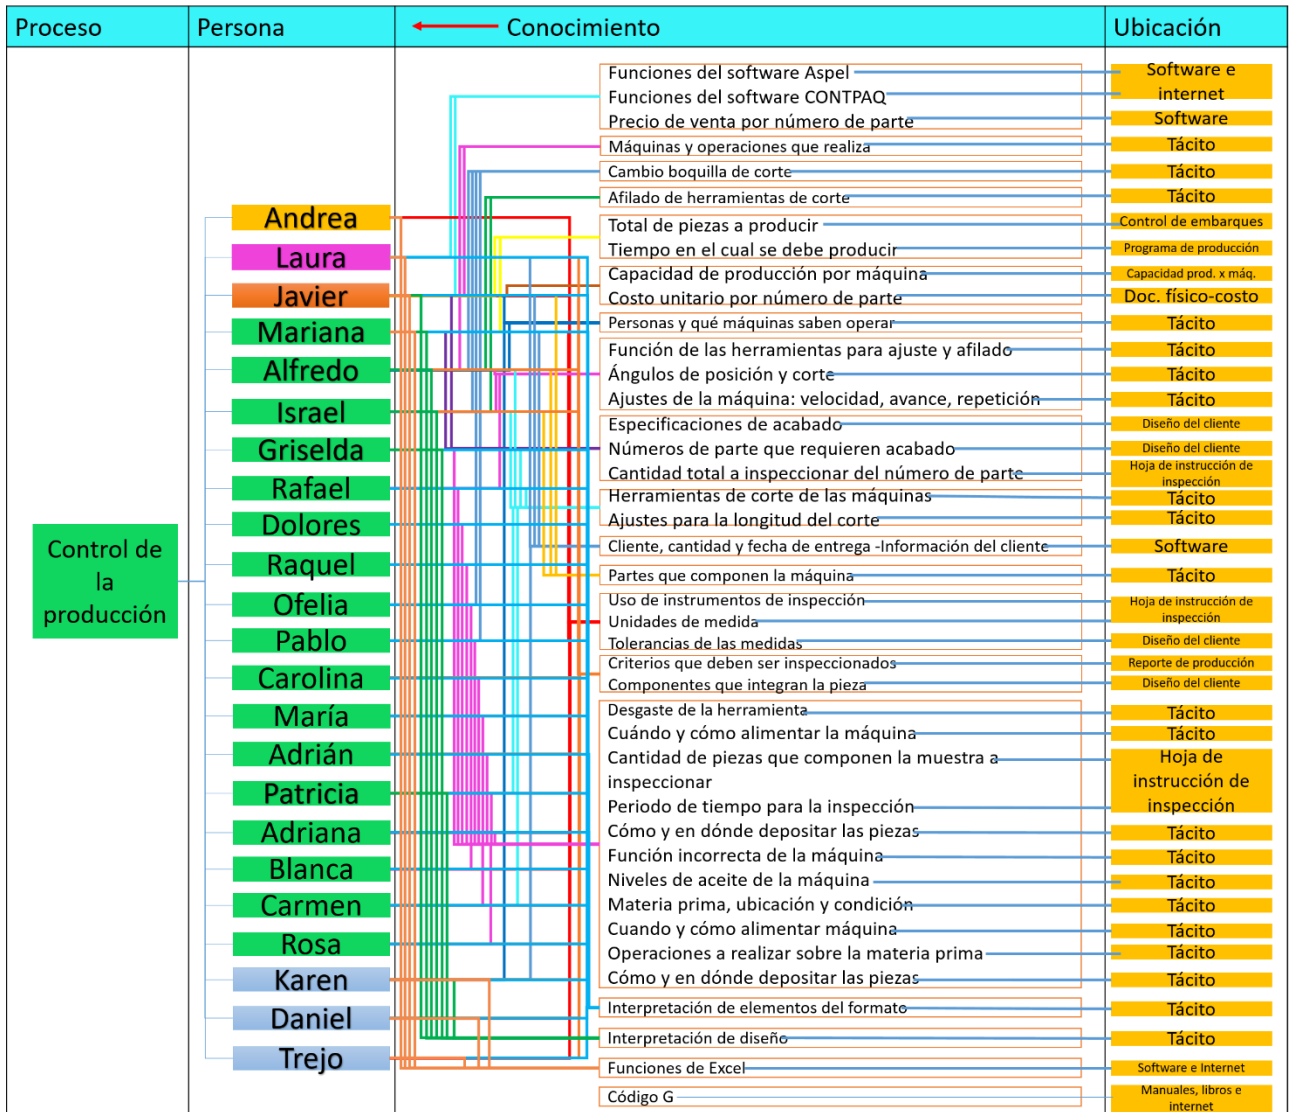 Proceso
Persona
Conocimiento
Ubicación
Control de
la
producción
Andrea
Laura
Javier
Mariana
Alfredo
Israel
Griselda
Rafael
Dolores
Raquel
Ofelia
Pablo
Carolina
María
Adrián
Patricia
Adriana
Blanca
Carmen
Rosa
Karen
Daniel
Trejo
Funciones del software Aspel
Funciones del software CONTPAQ
Precio de venta por número de parte
Máquinas y operaciones que realiza
Cambio boquilla de corte
Afilado de herramientas de corte
Total de piezas a producir
Tiempo en el cual se debe producir
Capacidad de producción por máquina
Costo unitario por número de parte
Personas y qué máquinas saben operar
Función de las herramientas para ajuste y afilado
Ángulos de posición y corte
Ajustes de la máquina: velocidad, avance, repetición
Especificaciones de acabado
Números de parte que requieren acabado
Cantidad total a inspeccionar del número de parte
Herramientas de corte de las máquinas
Ajustes para la longitud del corte
Cliente, cantidad y fecha de entrega -Información del cliente
Partes que componen la máquina
Uso de instrumentos de inspección
Unidades de medida
Tolerancias de las medidas
Criterios que deben ser inspeccionados
Componentes que integran la pieza
Desgaste de la herramienta
Cuándo y cómo alimentar la máquina
Cantidad de piezas que componen la muestra a
inspeccionar
Periodo de tiempo para la inspección
Cómo y en dónde depositar las piezas
Función incorrecta de la máquina
Niveles de aceite de la máquina
Materia prima, ubicación y condición
Cuando y cómo alimentar máquina
Operaciones a realizar sobre la materia prima
Cómo y en dónde depositar las piezas
Interpretación de elementos del formato
Interpretación de diseño
Funciones de Excel
Código G
Software e
internet
Software
Tácito
Tácito
Tácito
Control de embarques
Programa de producción
Capacidad prod. x máq.
Doc. físico-costo
Tácito
Tácito
Tácito
Tácito
Diseño del cliente
Diseño del cliente
Hoja de instrucción de
inspección
Tácito
Tácito
Software
Tácito
Hoja de instrucción de
inspección
Diseño del cliente
Reporte de producción
Diseño del cliente
Tácito
Tácito
Hoja de
instrucción de
inspección
Tácito
Tácito
Tácito
Tácito
Tácito
Tácito
Tácito
Tácito
Tácito
Software e Internet
Manuales, libros e
internet